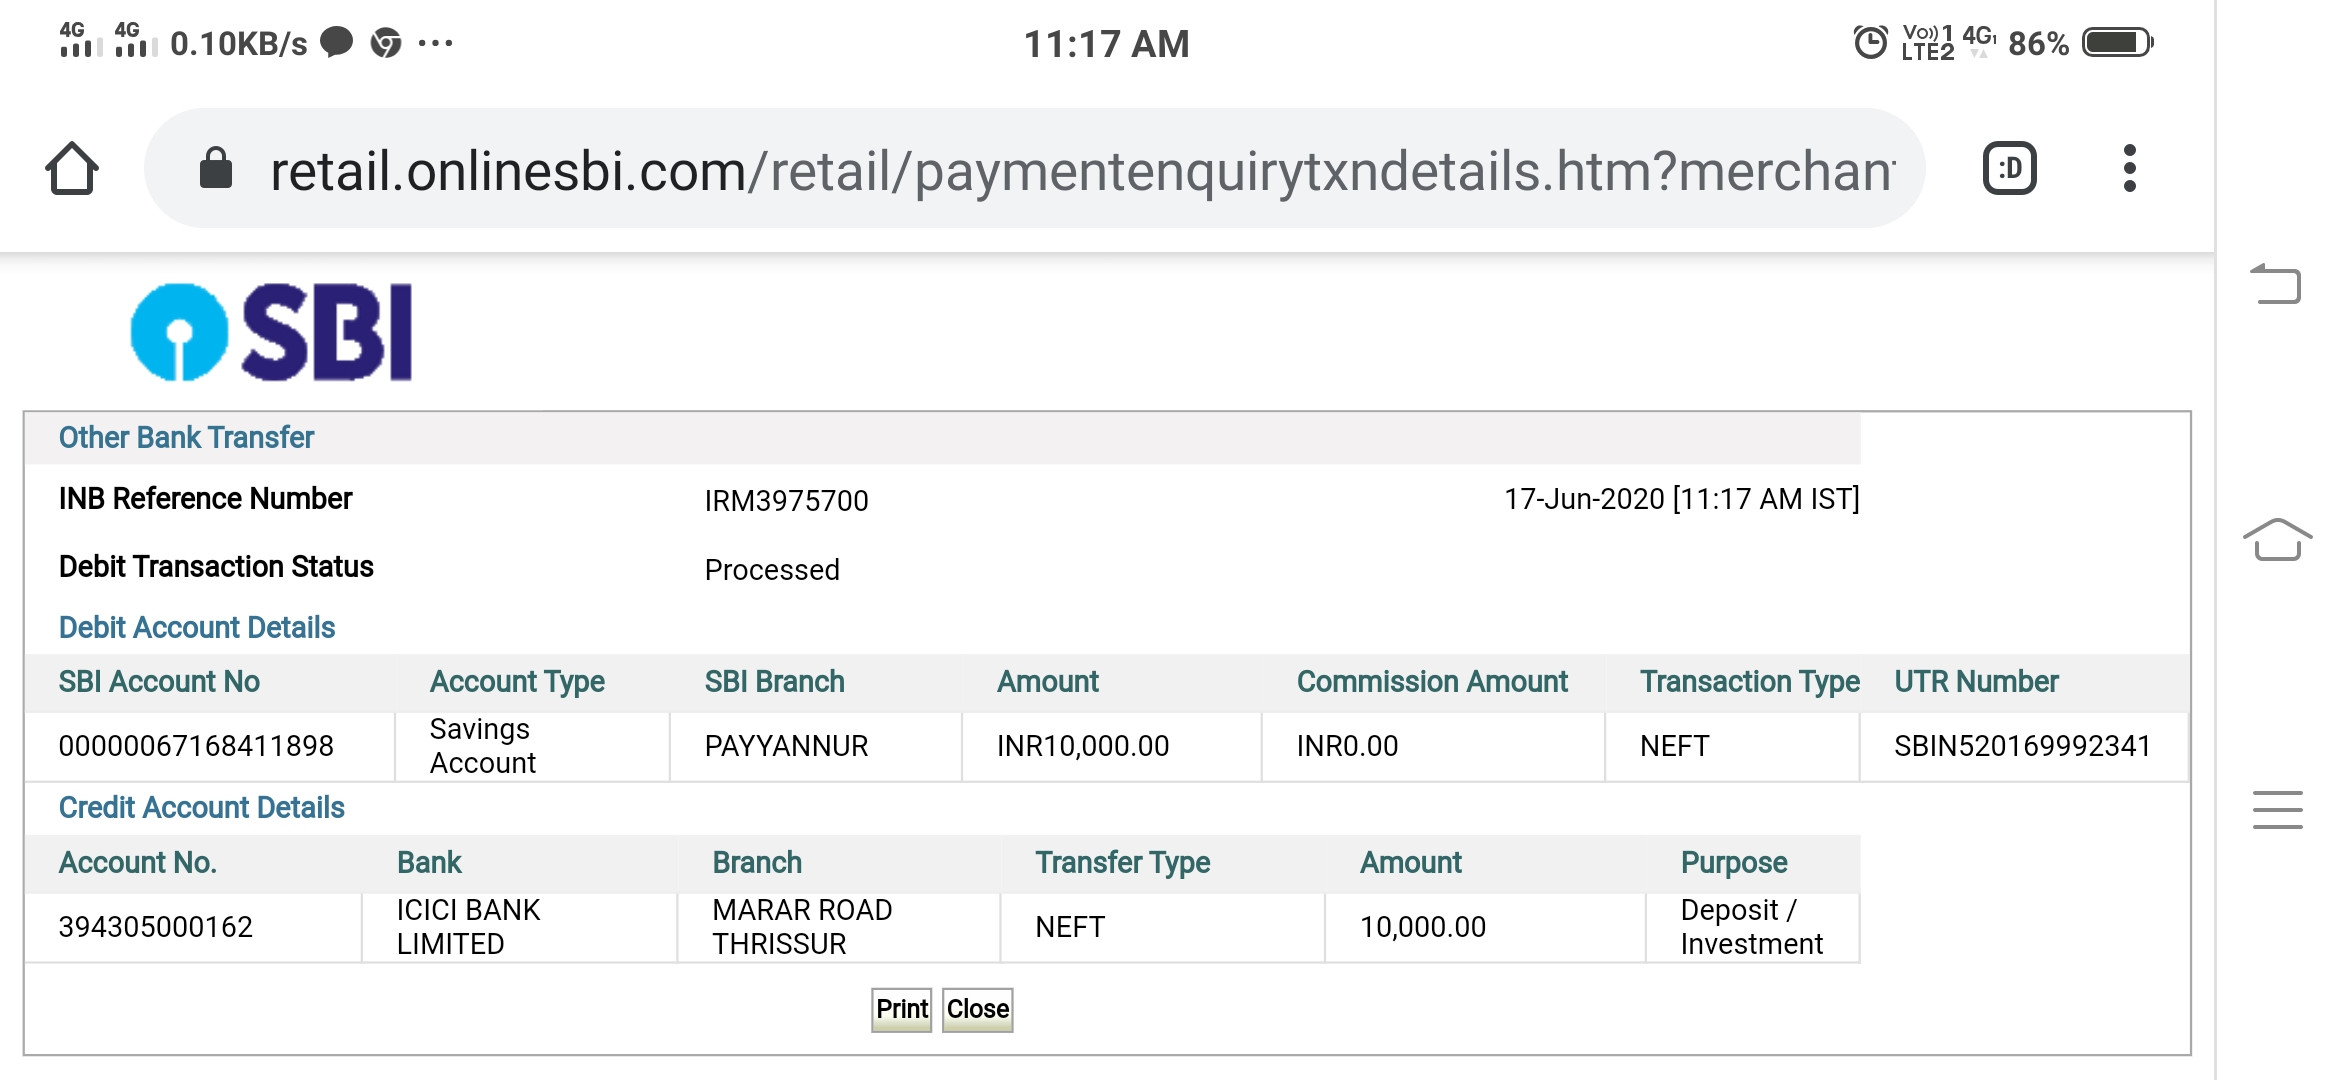 4G 4G 0.10KB/s 11:17 AM Vo)) 1 LTE2 4G 86%
retail.onlinesbi.com/retail/paymentenquirytxndetails.htm?merchan
:D
SBI
Other Bank Transfer
INB Reference Number IRM3975700 17-Jun-2020 [11:17 AM IST]
Debit Transaction Status Processed
Debit Account Details
SBI Account No Account Type SBI Branch Amount Commission Amount Transaction Type UTR Number
00000067168411898 Savings Account PAYYANNUR INR10,000.00 INR0.00 NEFT SBIN520169992341
Credit Account Details
Account No. Bank Branch Transfer Type Amount Purpose
394305000162 ICICI BANK LIMITED MARAR ROAD THRISSUR NEFT 10,000.00 Deposit / Investment
Print Close